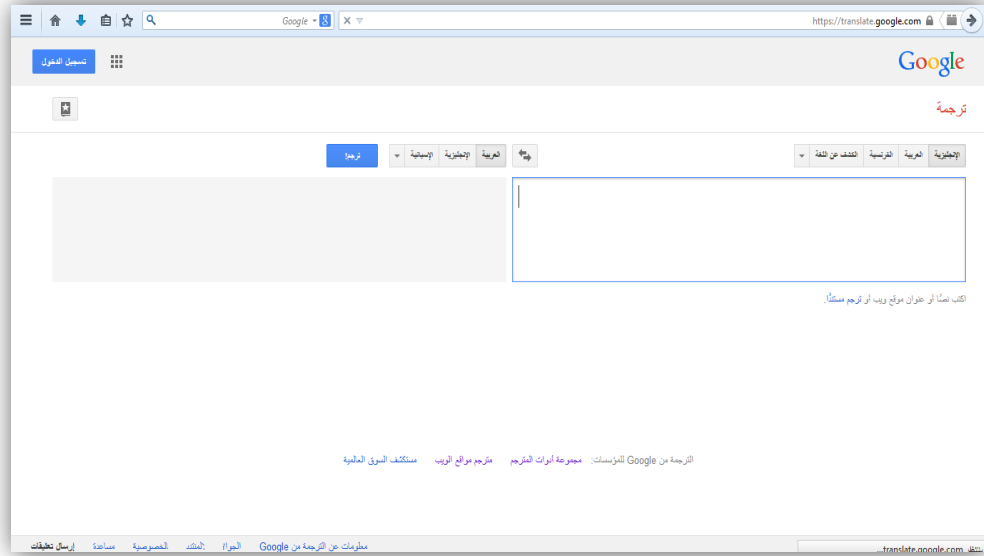 https://translate.google.com
Google
Google
تسجيل الدخول
ترجمة
الإنجليزية العربية الفرنسية الكشف عن اللغة
العربية الإنجليزية الإسبانية
ترجم!
اكتب نصًا أو عنوان موقع ويب أو ترجم مستندًا.
الترجمة من Google للمؤسسات: مجموعة أدوات المترجم مترجم مواقع الويب مستكشف السوق العالمية
معلومات عن الترجمة من Google الجوال المنتدى الخصوصية مساعدة إرسال تعليقات
translate.google.com...